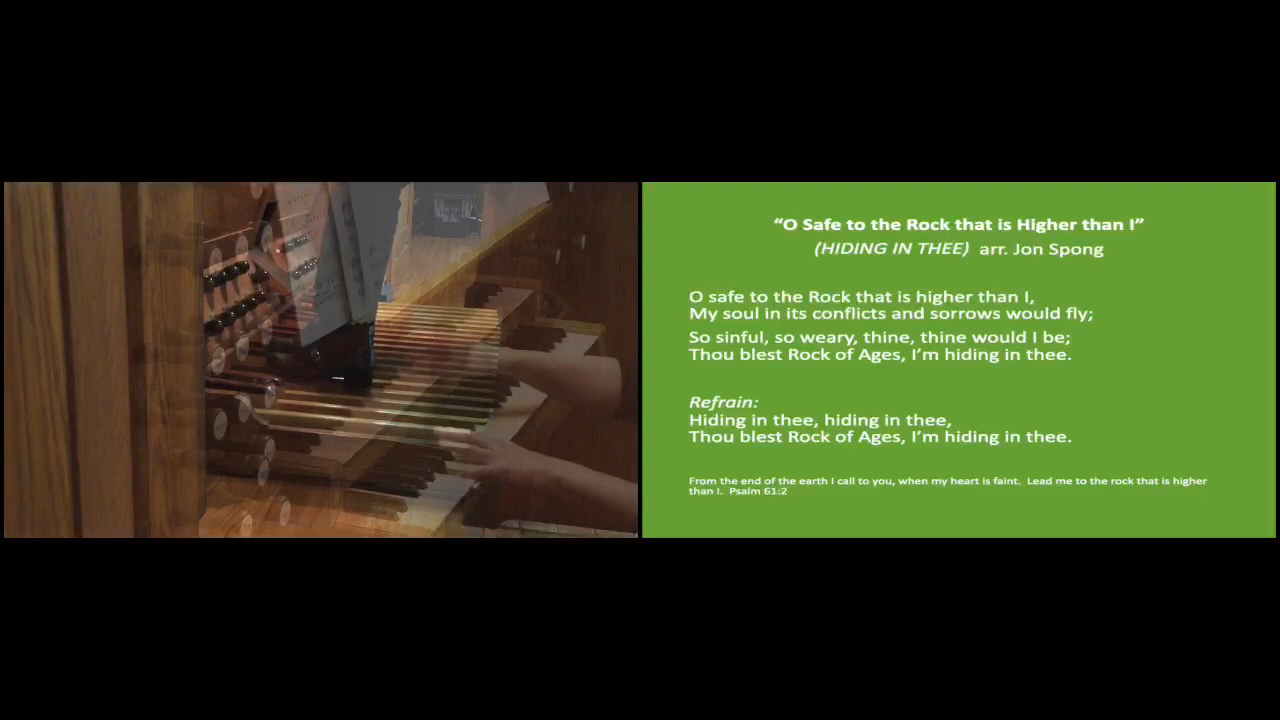 “O Safe to the Rock that is Higher than I”
(HIDING IN THEE) arr. Jon Spong
O safe to the Rock that is higher than I,
My soul in its conflicts and sorrows would fly;
So sinful, so weary, thine, thine would I be;
Thou blest Rock of Ages, I’m hiding in thee.
Refrain:
Hiding in thee, hiding in thee,
Thou blest Rock of Ages, I’m hiding in thee.
From the end of the earth I call to you, when my heart is faint. Lead me to the rock that is higher
than I. Psalm 61:2